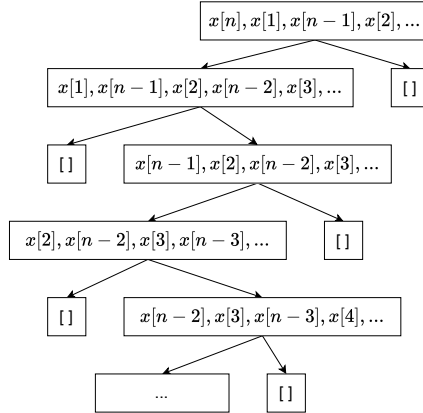 x[n], x[1], x[n − 1], x[2], ...
x[1], x[n − 1], x[2], x[n − 2], x[3], ...
[ ]
[ ]
x[n − 1], x[2], x[n − 2], x[3], ...
x[2], x[n − 2], x[3], x[n − 3], ...
[ ]
[ ]
x[n − 2], x[3], x[n − 3], x[4], ...
...
[ ]